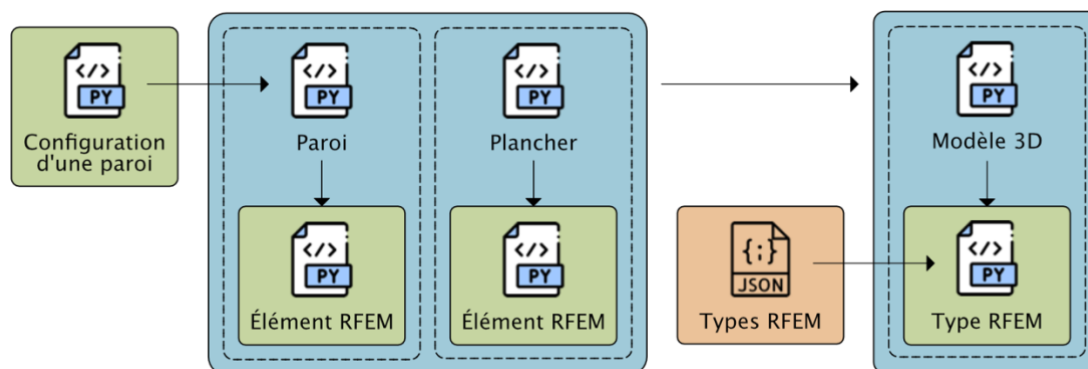 </>
PY
Configuration
d'une paroi
</>
PY
Paroi
</>
PY
Élément RFEM
</>
PY
Plancher
</>
PY
Élément RFEM
{;}
JSON
Types RFEM
</>
PY
Modèle 3D
</>
PY
Type RFEM